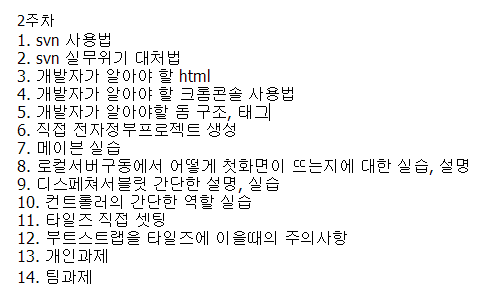 2주차
1. svn 사용법
2. svn 실무위기 대처법
3. 개발자가 알아야 할 html
4. 개발자가 알아야 할 크롬콘솔 사용법
5. 개발자가 알아야할 돔 구조, 태그
6. 직접 전자정부프로젝트 생성
7. 메이븐 실습
8. 로컬서버구동에서 어떻게 첫화면이 뜨는지에 대한 실습, 설명
9. 디스페쳐서블릿 간단한 설명, 실습
10. 컨트롤러의 간단한 역할 실습
11. 타일즈 직접 셋팅
12. 부트스트랩을 타일즈에 이을때의 주의사항
13. 개인과제
14. 팀과제